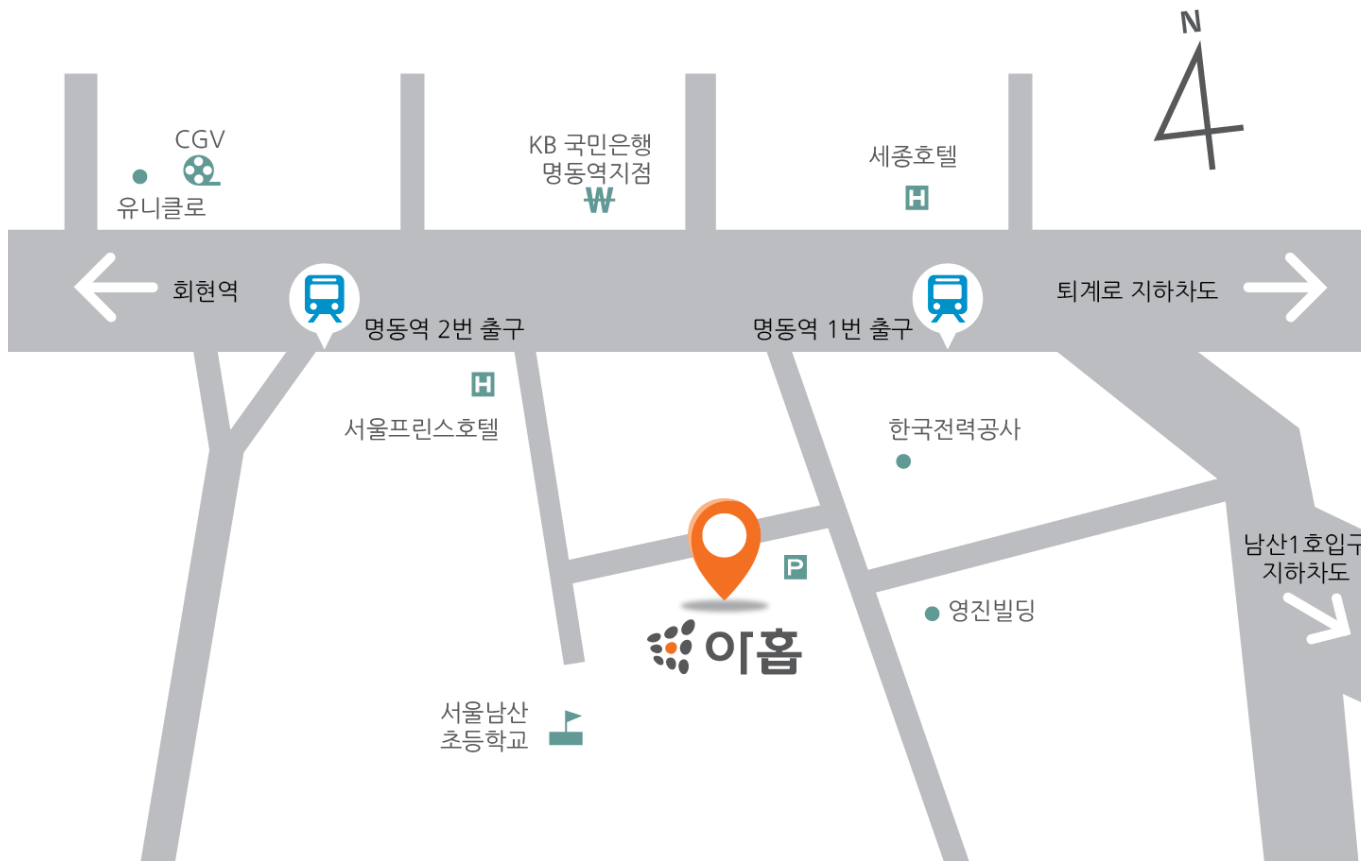 N
CGV
유니클로
KB 국민은행
명동역지점
W
세종호텔
H
회현역
명동역 2번 출구
명동역 1번 출구
퇴계로 지하차도
H
서울프린스호텔
한국전력공사
P
남산1호입구
지하차도
영진빌딩
아홉
서울남산
초등학교